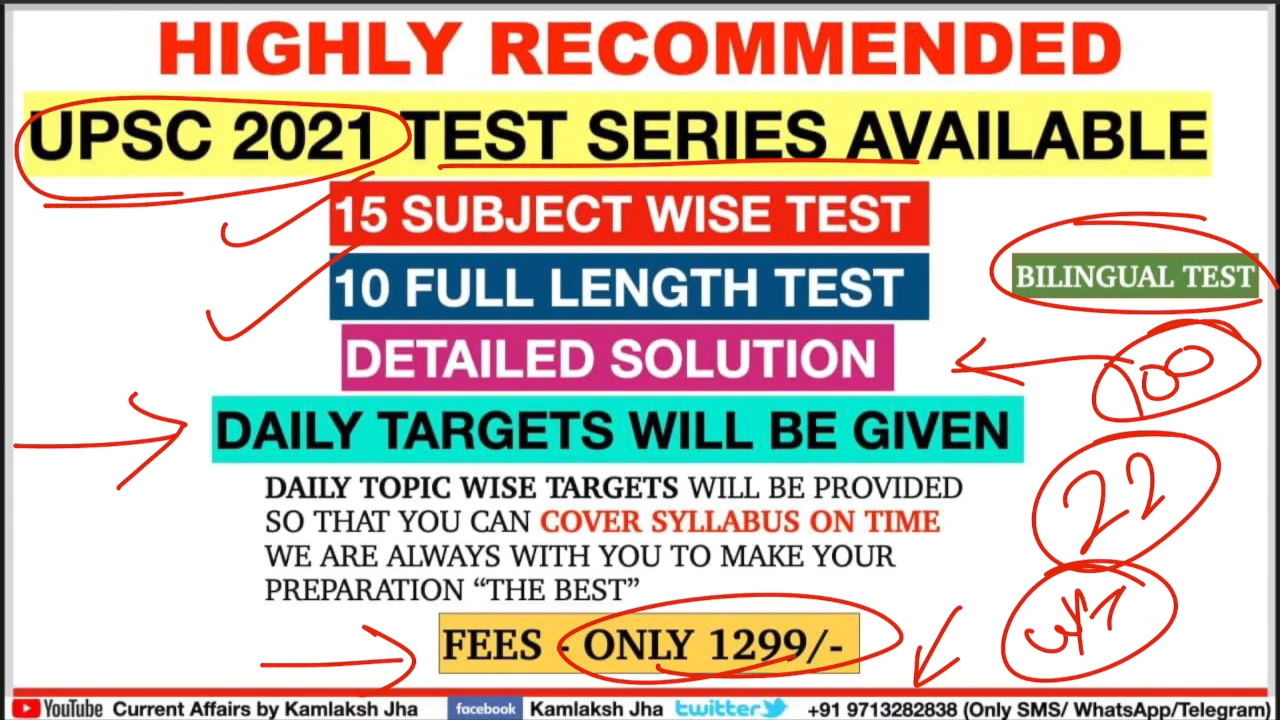 HIGHLY RECOMMENDED
UPSC 2021 TEST SERIES AVAILABLE
15 SUBJECT WISE TEST
10 FULL LENGTH TEST
BILINGUAL TEST
DETAILED SOLUTION
100
DAILY TARGETS WILL BE GIVEN
DAILY TOPIC WISE TARGETS WILL BE PROVIDED
22
SO THAT YOU CAN COVER SYLLABUS ON TIME
WE ARE ALWAYS WITH YOU TO MAKE YOUR
PREPARATION “THE BEST”
FEES - ONLY 1299/-
YouTube Current Affairs by Kamlaksh Jha facebook Kamlaksh Jha twitter +91 9713282838 (Only SMS/ WhatsApp/Telegram)